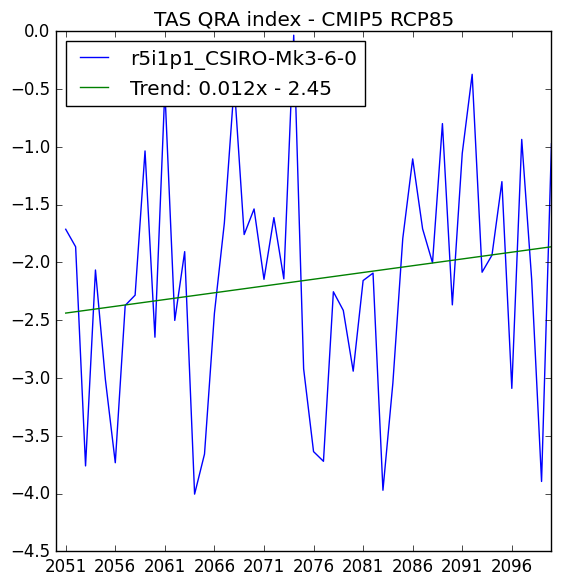 TAS QRA index - CMIP5 RCP85
r5i1p1_CSIRO-Mk3-6-0
Trend: 0.012x - 2.45
0.0
−0.5
−1.0
−1.5
−2.0
−2.5
−3.0
−3.5
−4.0
−4.5
2051 2056 2061 2066 2071 2076 2081 2086 2091 2096